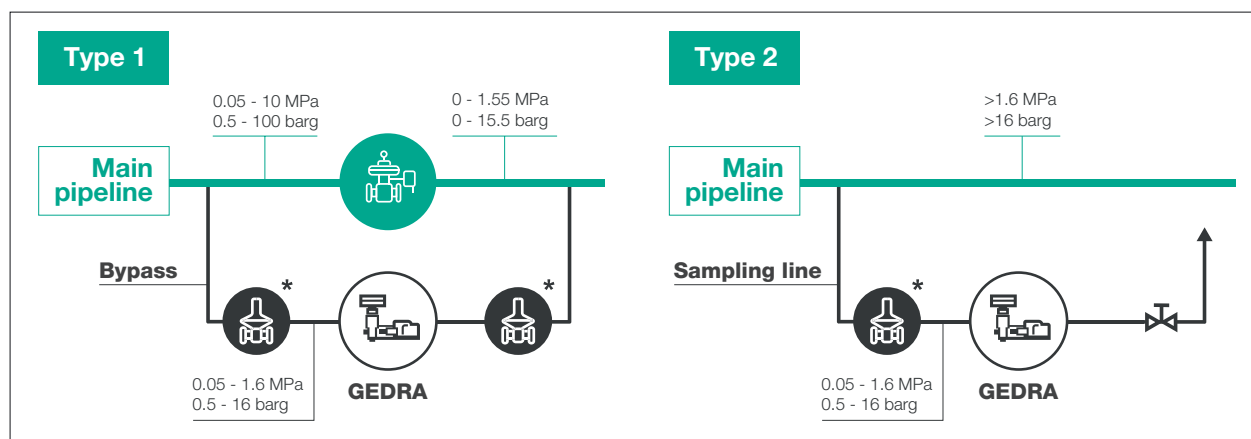 Type 1
0.05 - 10 MPa
0.5 - 100 barg
0 - 1.55 MPa
0 - 15.5 barg
Main
pipeline
Bypass
*
*
0.05 - 1.6 MPa
0.5 - 16 barg
GEDRA
Type 2
>1.6 MPa
>16 barg
Main
pipeline
Sampling line
*
0.05 - 1.6 MPa
0.5 - 16 barg
GEDRA